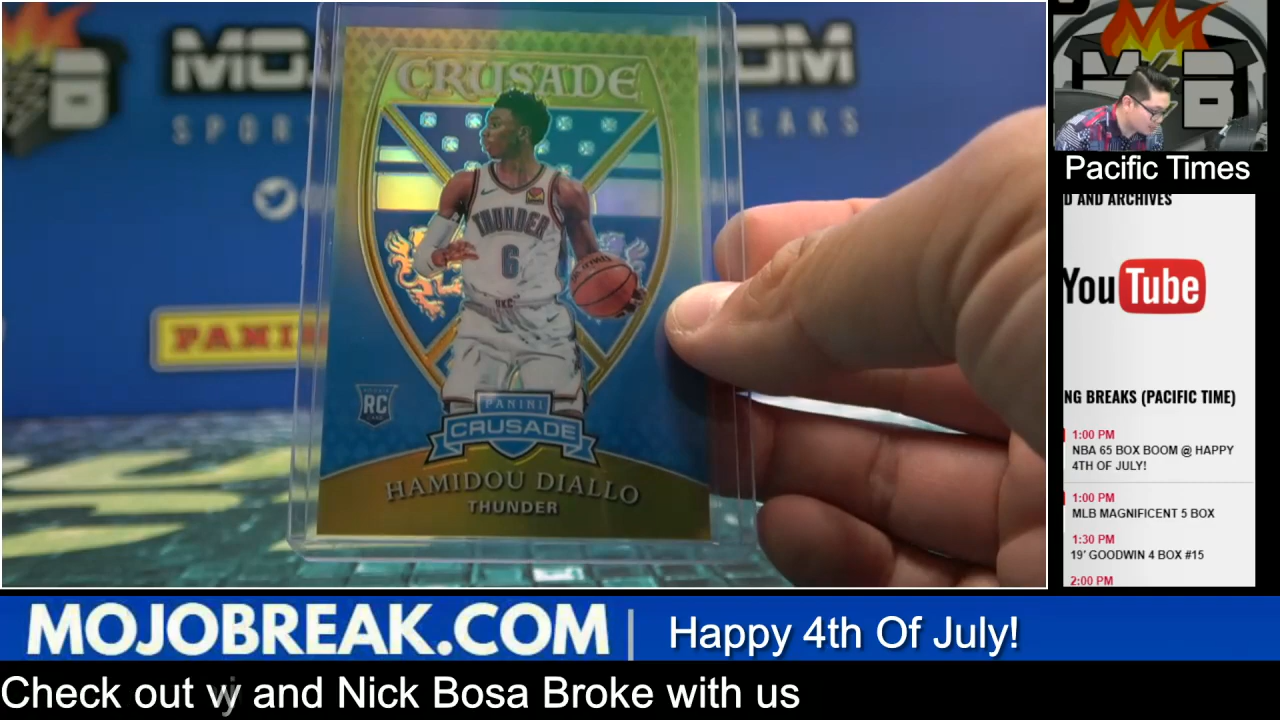 CRUSADE
THUNDER
6
OKC
RC
PANINI
CRUSADE
HAMIDOU DIALLO
THUNDER
PANI
Pacific Times
D AND ARCHIVES
YouTube
NG BREAKS (PACIFIC TIME)
1:00 PM
NBA 65 BOX BOOM @ HAPPY
4TH OF JULY!
1:00 PM
MLB MAGNIFICENT 5 BOX
1:30 PM
19' GOODWIN 4 BOX #15
2:00 PM
MOJOBREAK.COM
Happy 4th Of July!
Check out vj and Nick Bosa Broke with us